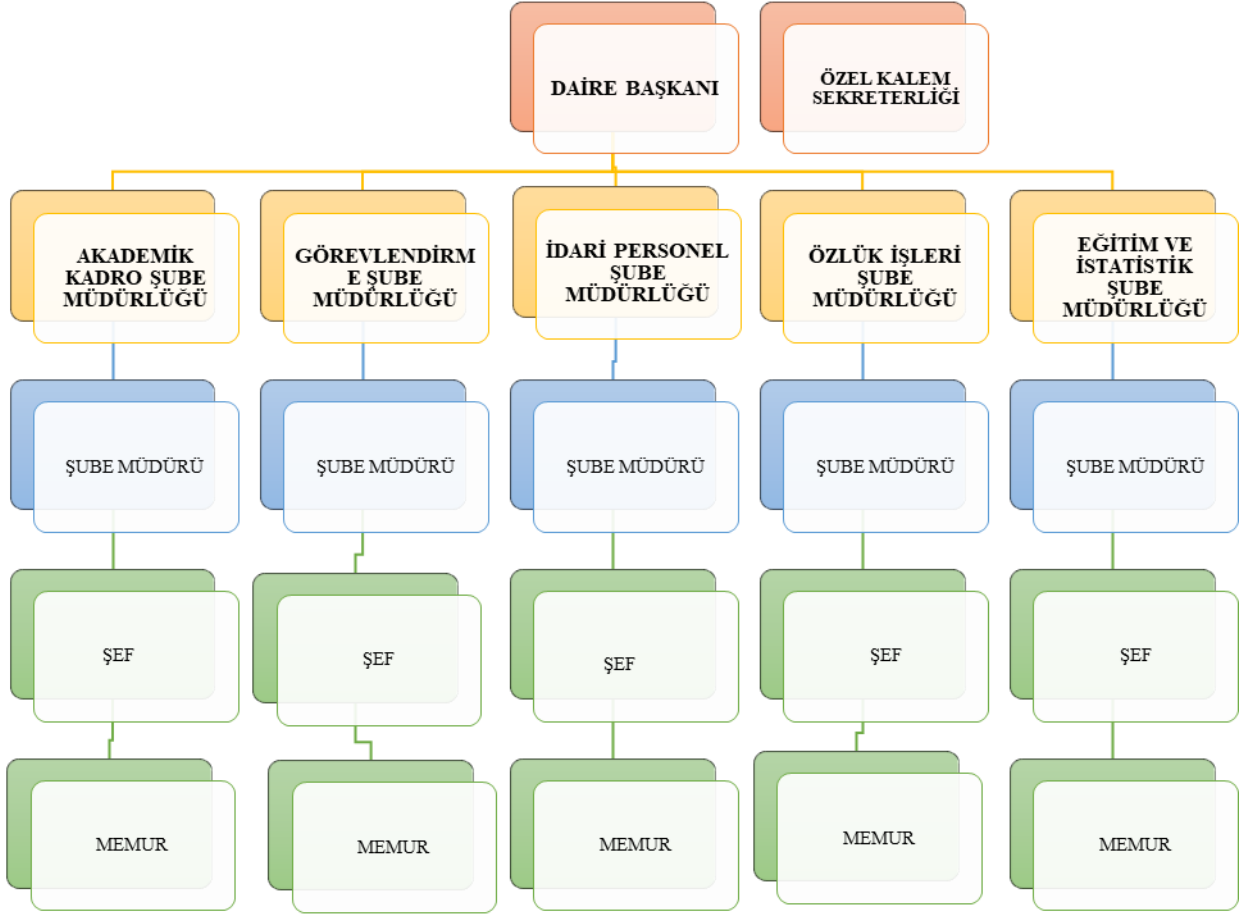 DAİRE BAŞKANI
ÖZEL KALEM
SEKRETERLİĞİ
AKADEMİK
KADRO ŞUBE
MÜDÜRLÜĞÜ
GÖREVLENDİRM
E ŞUBE
MÜDÜRLÜĞÜ
İDARİ PERSONEL
ŞUBE
MÜDÜRLÜĞÜ
ÖZLÜK İŞLERİ
ŞUBE
MÜDÜRLÜĞÜ
EĞİTİM VE
İSTATİSTİK
ŞUBE
MÜDÜRLÜĞÜ
ŞUBE MÜDÜRÜ
ŞUBE MÜDÜRÜ
ŞUBE MÜDÜRÜ
ŞUBE MÜDÜRÜ
ŞUBE MÜDÜRÜ
ŞEF
ŞEF
ŞEF
ŞEF
ŞEF
MEMUR
MEMUR
MEMUR
MEMUR
MEMUR